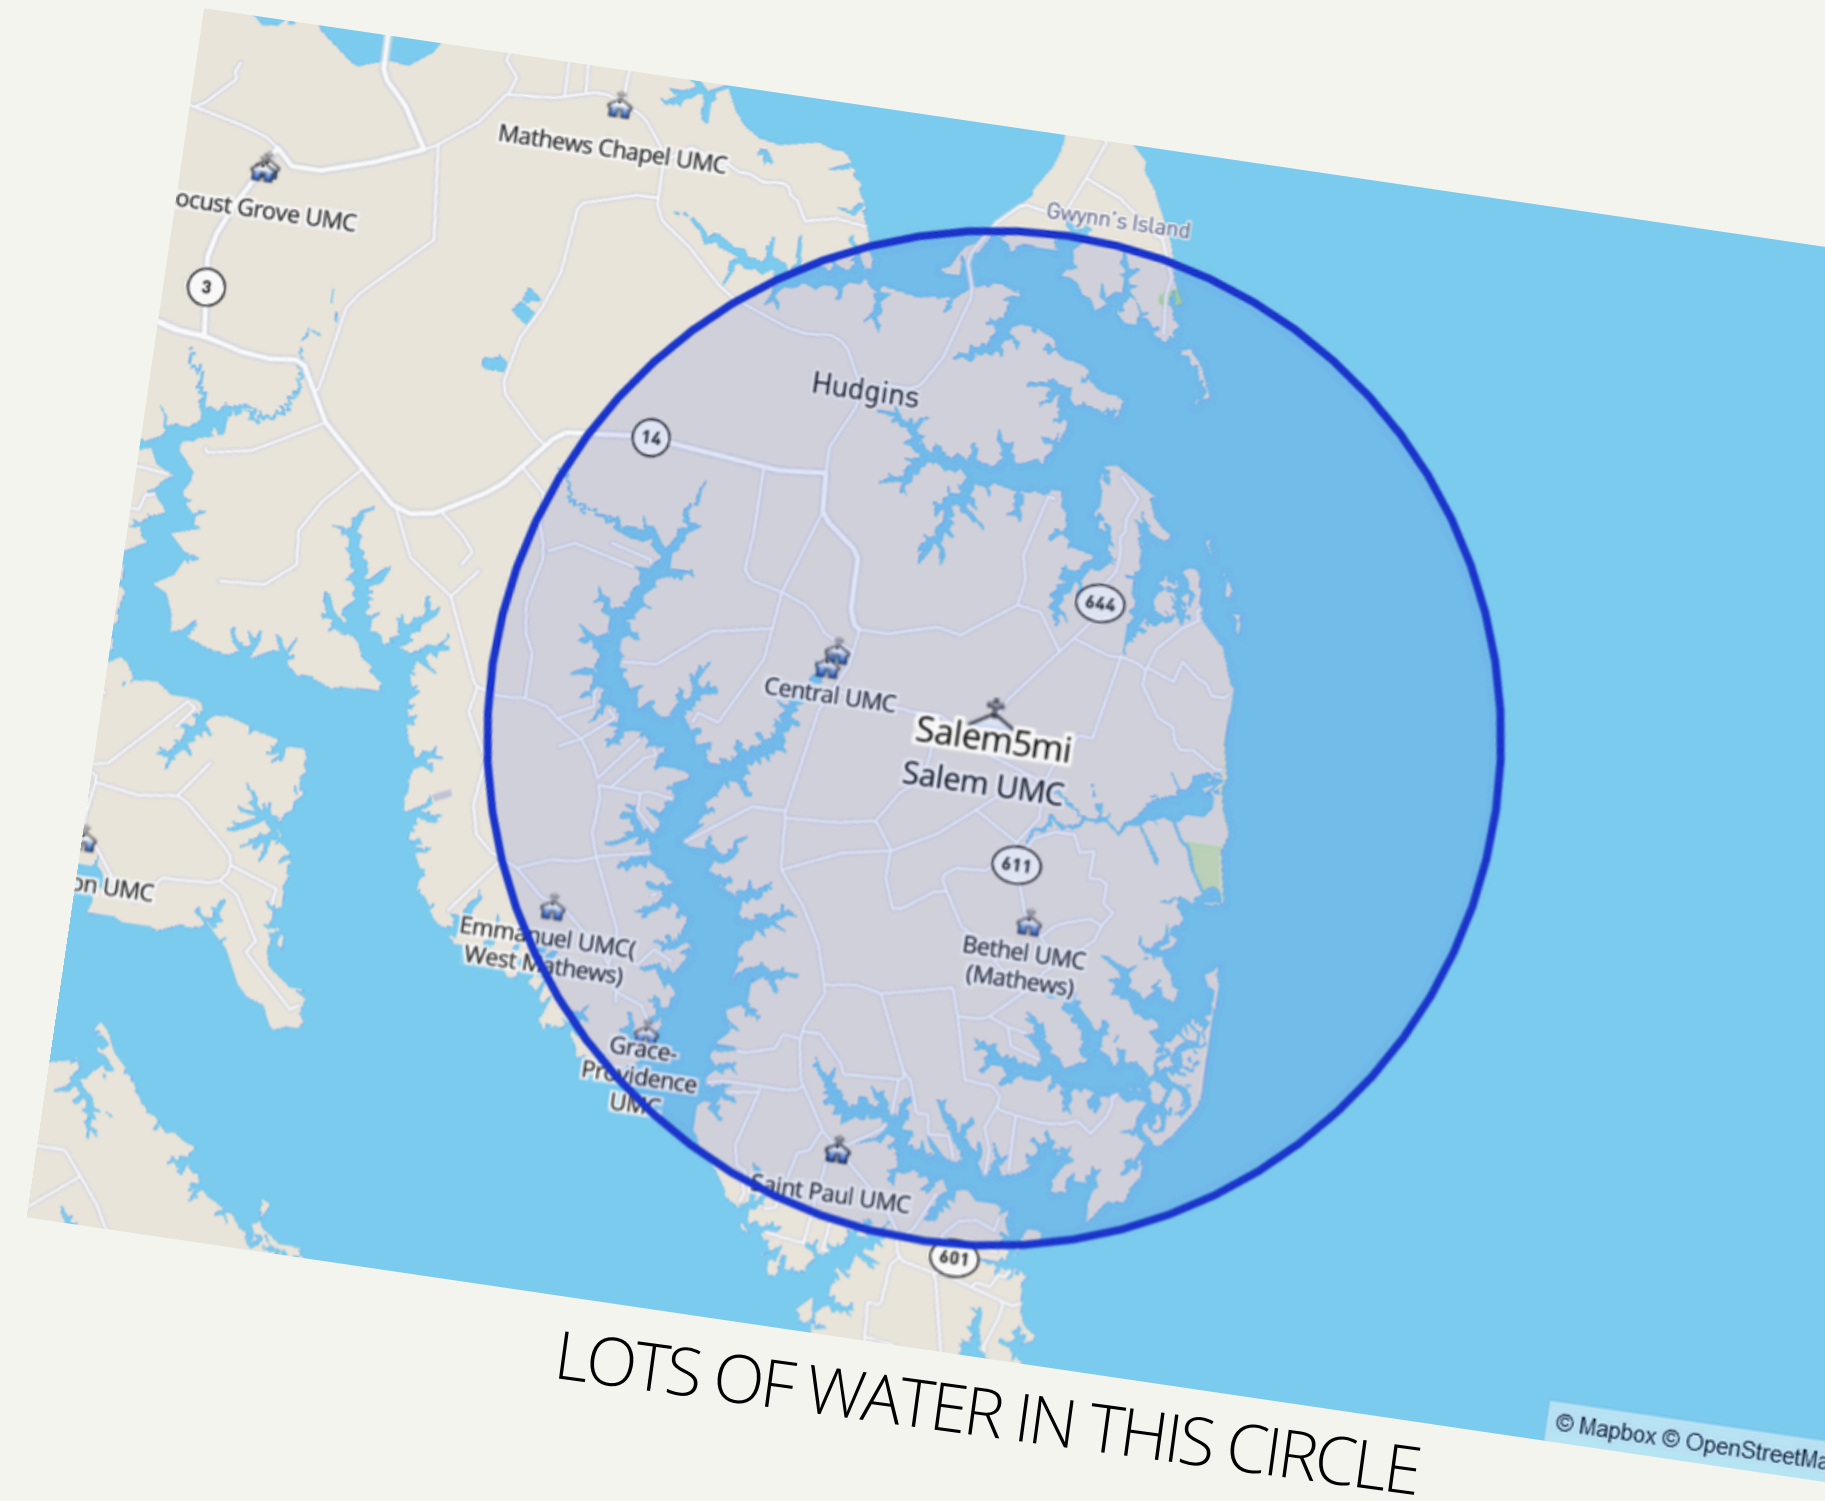 Mathews Chapel UMC
ocust Grove UMC
Gwynn's Island
3
Hudgins
14
644
Central UMC
Salem5mi
Salem UMC
611
on UMC
Emmanuel UMC(
West Mathews)
Bethel UMC
(Mathews)
Grace-
Providence
UMC
Saint Paul UMC
601
LOTS OF WATER IN THIS CIRCLE
© Mapbox © OpenStreetMa